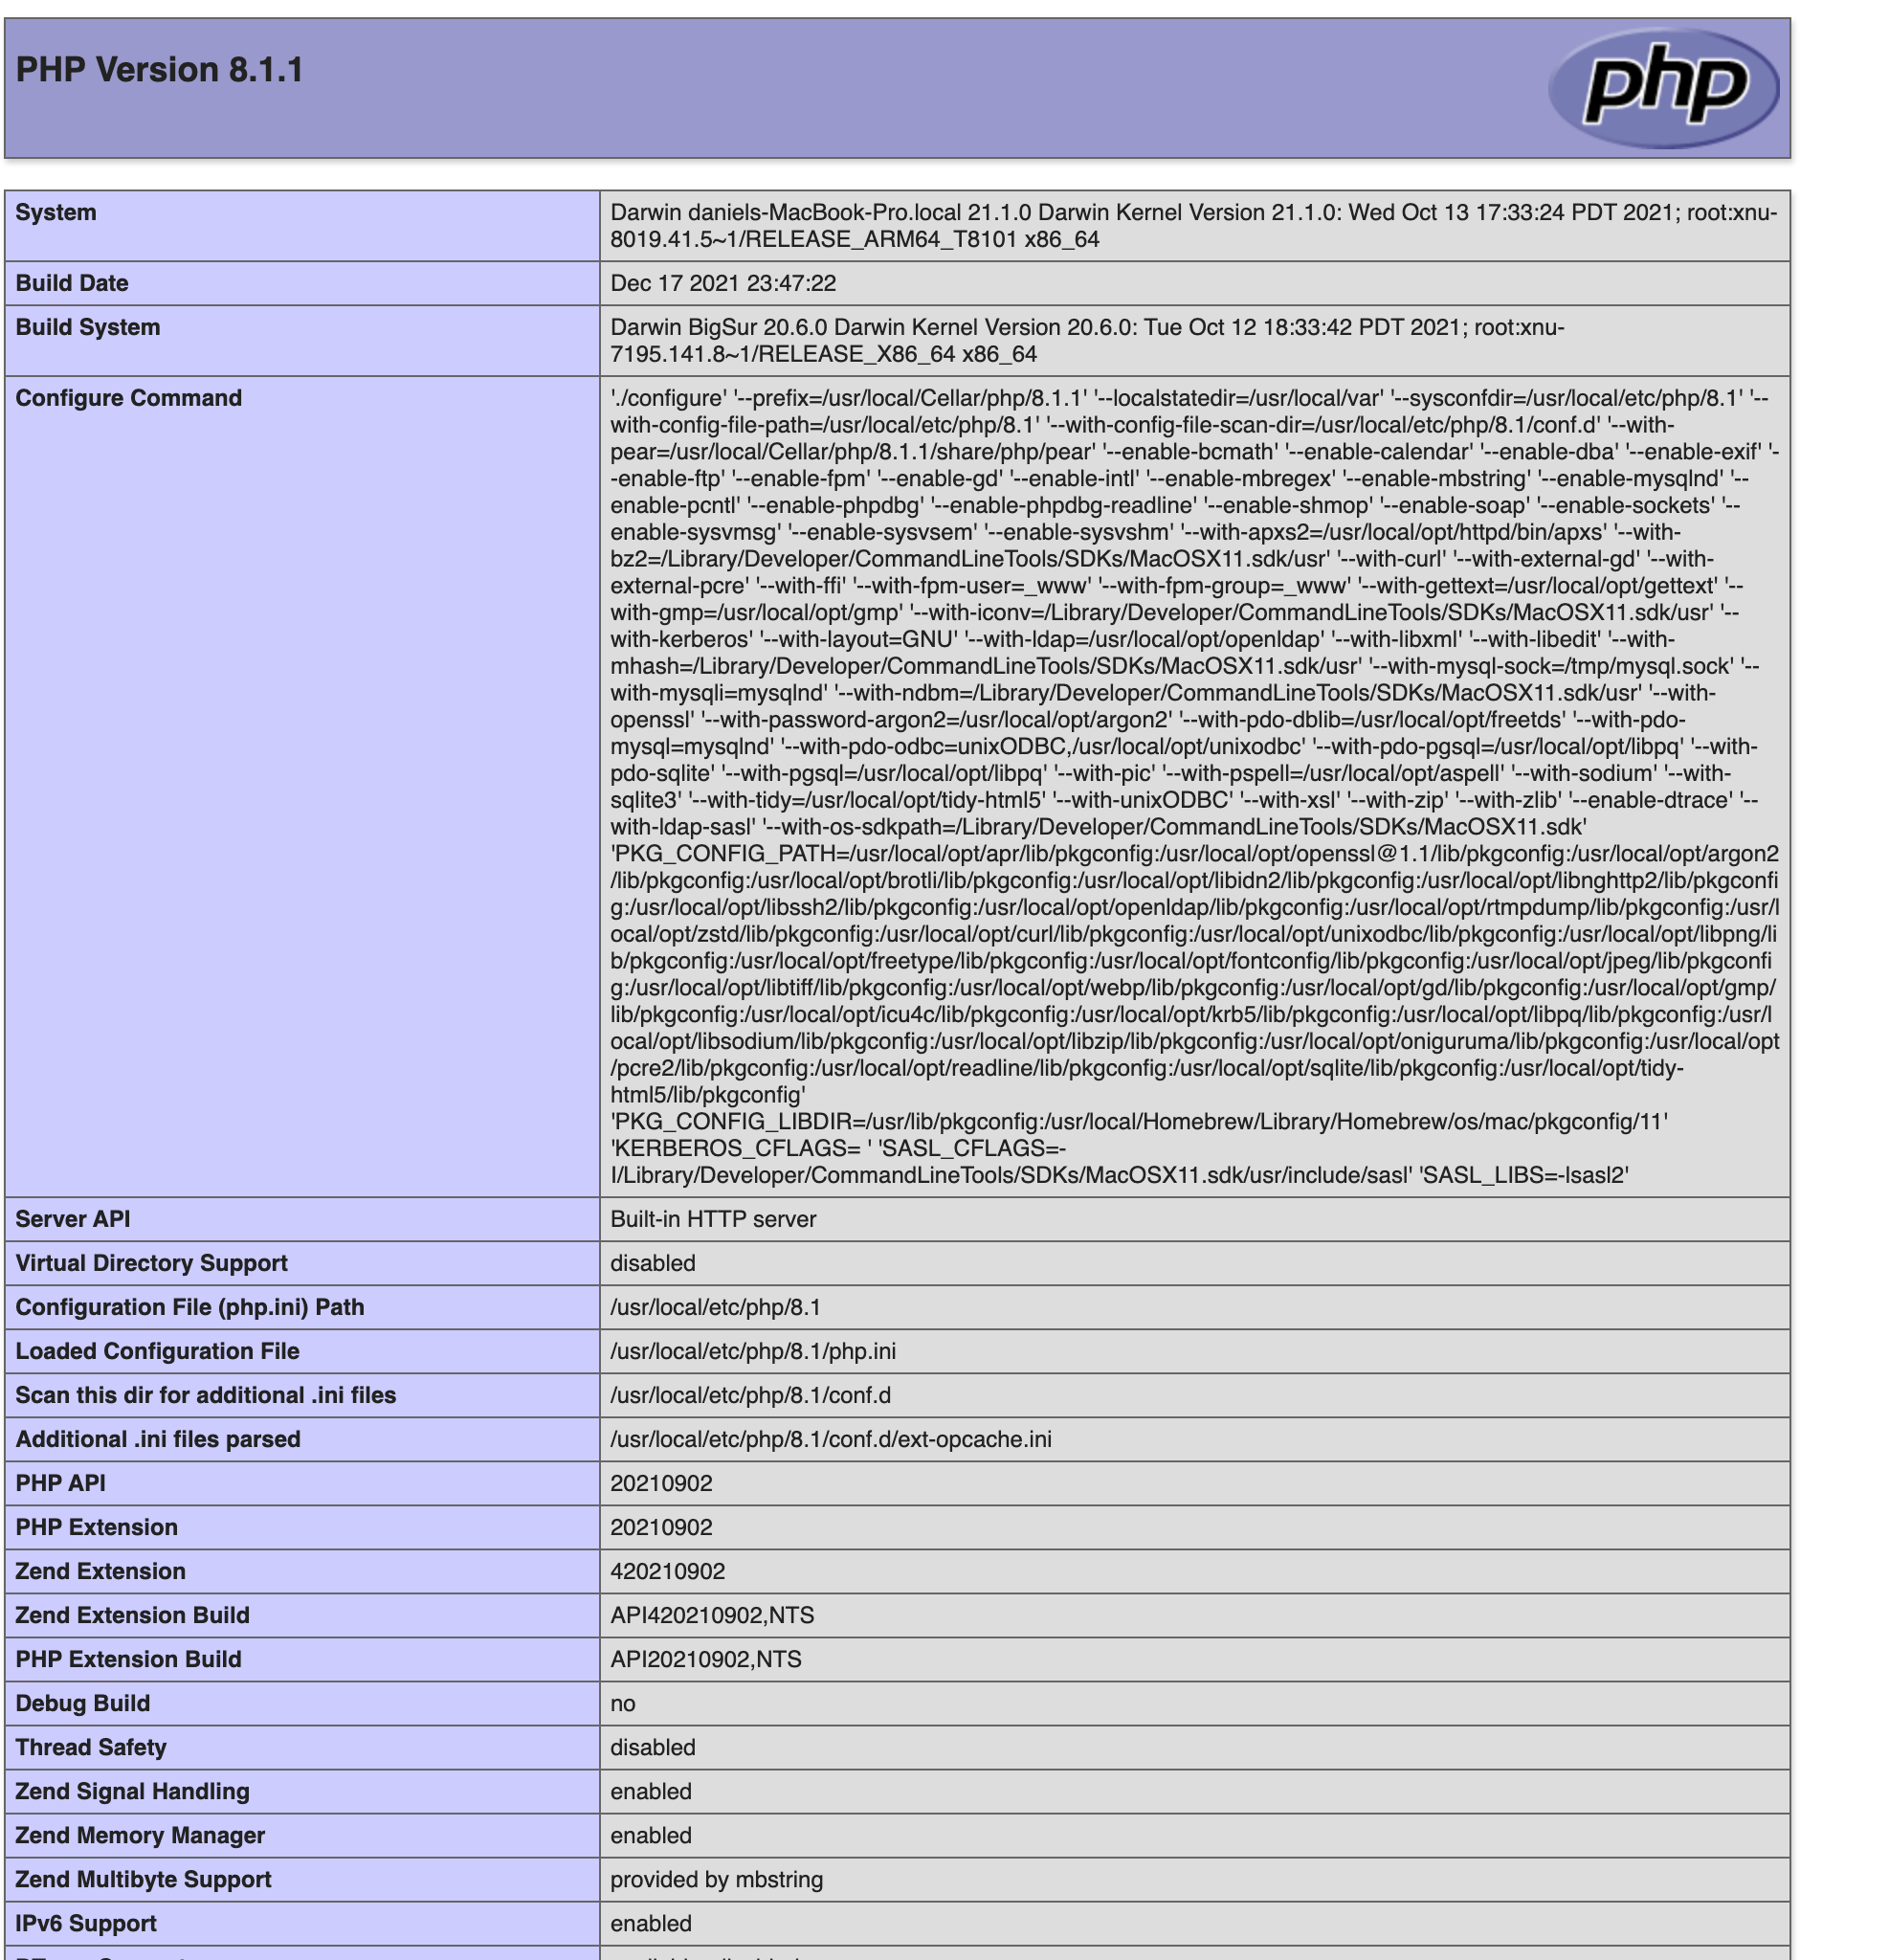 PHP Version 8.1.1
php
System
Darwin daniels-MacBook-Pro.local 21.1.0 Darwin Kernel Version 21.1.0: Wed Oct 13 17:33:24 PDT 2021; root:xnu-
8019.41.5~1/RELEASE_ARM64_T8101 x86_64
Build Date
Dec 17 2021 23:47:22
Build System
Darwin BigSur 20.6.0 Darwin Kernel Version 20.6.0: Tue Oct 12 18:33:42 PDT 2021; root:xnu-
7195.141.8~1/RELEASE_X86_64 x86_64
Configure Command
'./configure' '--prefix=/usr/local/Cellar/php/8.1.1' '--localstatedir=/usr/local/var' '--sysconfdir=/usr/local/etc/php/8.1' '--
with-config-file-path=/usr/local/etc/php/8.1' '--with-config-file-scan-dir=/usr/local/etc/php/8.1/conf.d' '--with-
pear=/usr/local/Cellar/php/8.1.1/share/php/pear' '--enable-bcmath' '--enable-calendar' '--enable-dba' '--enable-exif' '-
-enable-ftp' '--enable-fpm' '--enable-gd' '--enable-intl' '--enable-mbregex' '--enable-mbstring' '--enable-mysqlnd' '--
enable-pcntl' '--enable-phpdbg' '--enable-phpdbg-readline' '--enable-shmop' '--enable-soap' '--enable-sockets' '--
enable-sysvmsg' '--enable-sysvsem' '--enable-sysvshm' '--with-apxs2=/usr/local/opt/httpd/bin/apxs' '--with-
bz2=/Library/Developer/CommandLineTools/SDKs/MacOSX11.sdk/usr' '--with-curl' '--with-external-gd' '--with-
external-pcre' '--with-ffi' '--with-fpm-user=_www' '--with-fpm-group=_www' '--with-gettext=/usr/local/opt/gettext' '--
with-gmp=/usr/local/opt/gmp' '--with-iconv=/Library/Developer/CommandLineTools/SDKs/MacOSX11.sdk/usr' '--
with-kerberos' '--with-layout=GNU' '--with-ldap=/usr/local/opt/openldap' '--with-libxml' '--with-libedit' '--with-
mhash=/Library/Developer/CommandLineTools/SDKs/MacOSX11.sdk/usr' '--with-mysql-sock=/tmp/mysql.sock' '--
with-mysqli=mysqlnd' '--with-ndbm=/Library/Developer/CommandLineTools/SDKs/MacOSX11.sdk/usr' '--with-
openssl' '--with-password-argon2=/usr/local/opt/argon2' '--with-pdo-dblib=/usr/local/opt/freetds' '--with-pdo-
mysql=mysqlnd' '--with-pdo-odbc=unixODBC,/usr/local/opt/unixodbc' '--with-pdo-pgsql=/usr/local/opt/libpq' '--with-
pdo-sqlite' '--with-pgsql=/usr/local/opt/libpq' '--with-pic' '--with-pspell=/usr/local/opt/aspell' '--with-sodium' '--with-
sqlite3' '--with-tidy=/usr/local/opt/tidy-html5' '--with-unixODBC' '--with-xsl' '--with-zip' '--with-zlib' '--enable-dtrace' '--
with-ldap-sasl' '--with-os-sdkpath=/Library/Developer/CommandLineTools/SDKs/MacOSX11.sdk'
'PKG_CONFIG_PATH=/usr/local/opt/apr/lib/pkgconfig:/usr/local/opt/openssl@1.1/lib/pkgconfig:/usr/local/opt/argon2
/lib/pkgconfig:/usr/local/opt/brotli/lib/pkgconfig:/usr/local/opt/libidn2/lib/pkgconfig:/usr/local/opt/libnghttp2/lib/pkgconfi
g:/usr/local/opt/libssh2/lib/pkgconfig:/usr/local/opt/openldap/lib/pkgconfig:/usr/local/opt/rtmpdump/lib/pkgconfig:/usr/l
ocal/opt/zstd/lib/pkgconfig:/usr/local/opt/curl/lib/pkgconfig:/usr/local/opt/unixodbc/lib/pkgconfig:/usr/local/opt/libpng/li
b/pkgconfig:/usr/local/opt/freetype/lib/pkgconfig:/usr/local/opt/fontconfig/lib/pkgconfig:/usr/local/opt/jpeg/lib/pkgconfi
g:/usr/local/opt/libtiff/lib/pkgconfig:/usr/local/opt/webp/lib/pkgconfig:/usr/local/opt/gd/lib/pkgconfig:/usr/local/opt/gmp/
lib/pkgconfig:/usr/local/opt/icu4c/lib/pkgconfig:/usr/local/opt/krb5/lib/pkgconfig:/usr/local/opt/libpq/lib/pkgconfig:/usr/l
ocal/opt/libsodium/lib/pkgconfig:/usr/local/opt/libzip/lib/pkgconfig:/usr/local/opt/oniguruma/lib/pkgconfig:/usr/local/opt
/pcre2/lib/pkgconfig:/usr/local/opt/readline/lib/pkgconfig:/usr/local/opt/sqlite/lib/pkgconfig:/usr/local/opt/tidy-
html5/lib/pkgconfig'
'PKG_CONFIG_LIBDIR=/usr/lib/pkgconfig:/usr/local/Homebrew/Library/Homebrew/os/mac/pkgconfig/11'
'KERBEROS_CFLAGS= ' 'SASL_CFLAGS=-
I/Library/Developer/CommandLineTools/SDKs/MacOSX11.sdk/usr/include/sasl' 'SASL_LIBS=-lsasl2'
Server API
Built-in HTTP server
Virtual Directory Support
disabled
Configuration File (php.ini) Path
/usr/local/etc/php/8.1
Loaded Configuration File
/usr/local/etc/php/8.1/php.ini
Scan this dir for additional .ini files
/usr/local/etc/php/8.1/conf.d
Additional .ini files parsed
/usr/local/etc/php/8.1/conf.d/ext-opcache.ini
PHP API
20210902
PHP Extension
20210902
Zend Extension
420210902
Zend Extension Build
API420210902,NTS
PHP Extension Build
API20210902,NTS
Debug Build
no
Thread Safety
disabled
Zend Signal Handling
enabled
Zend Memory Manager
enabled
Zend Multibyte Support
provided by mbstring
IPv6 Support
enabled